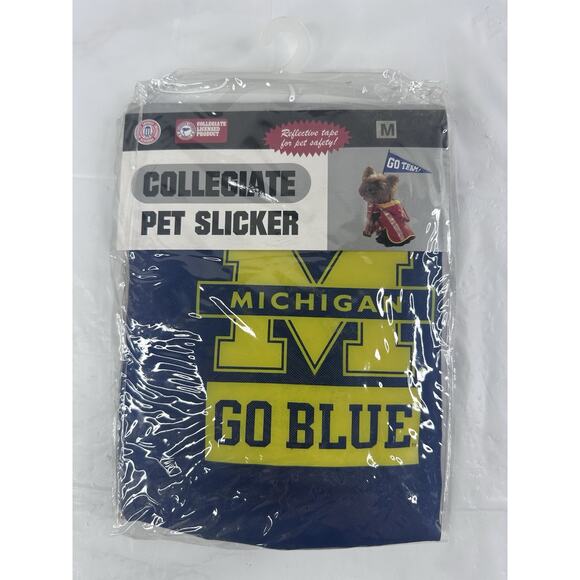 COLLEGIATE
LICENSED
PRODUCT
Reflective tape
for pet safety!
M
GO TEAM!
COLLEGIATE
PET SLICKER
M
MICHIGAN
GO BLUE